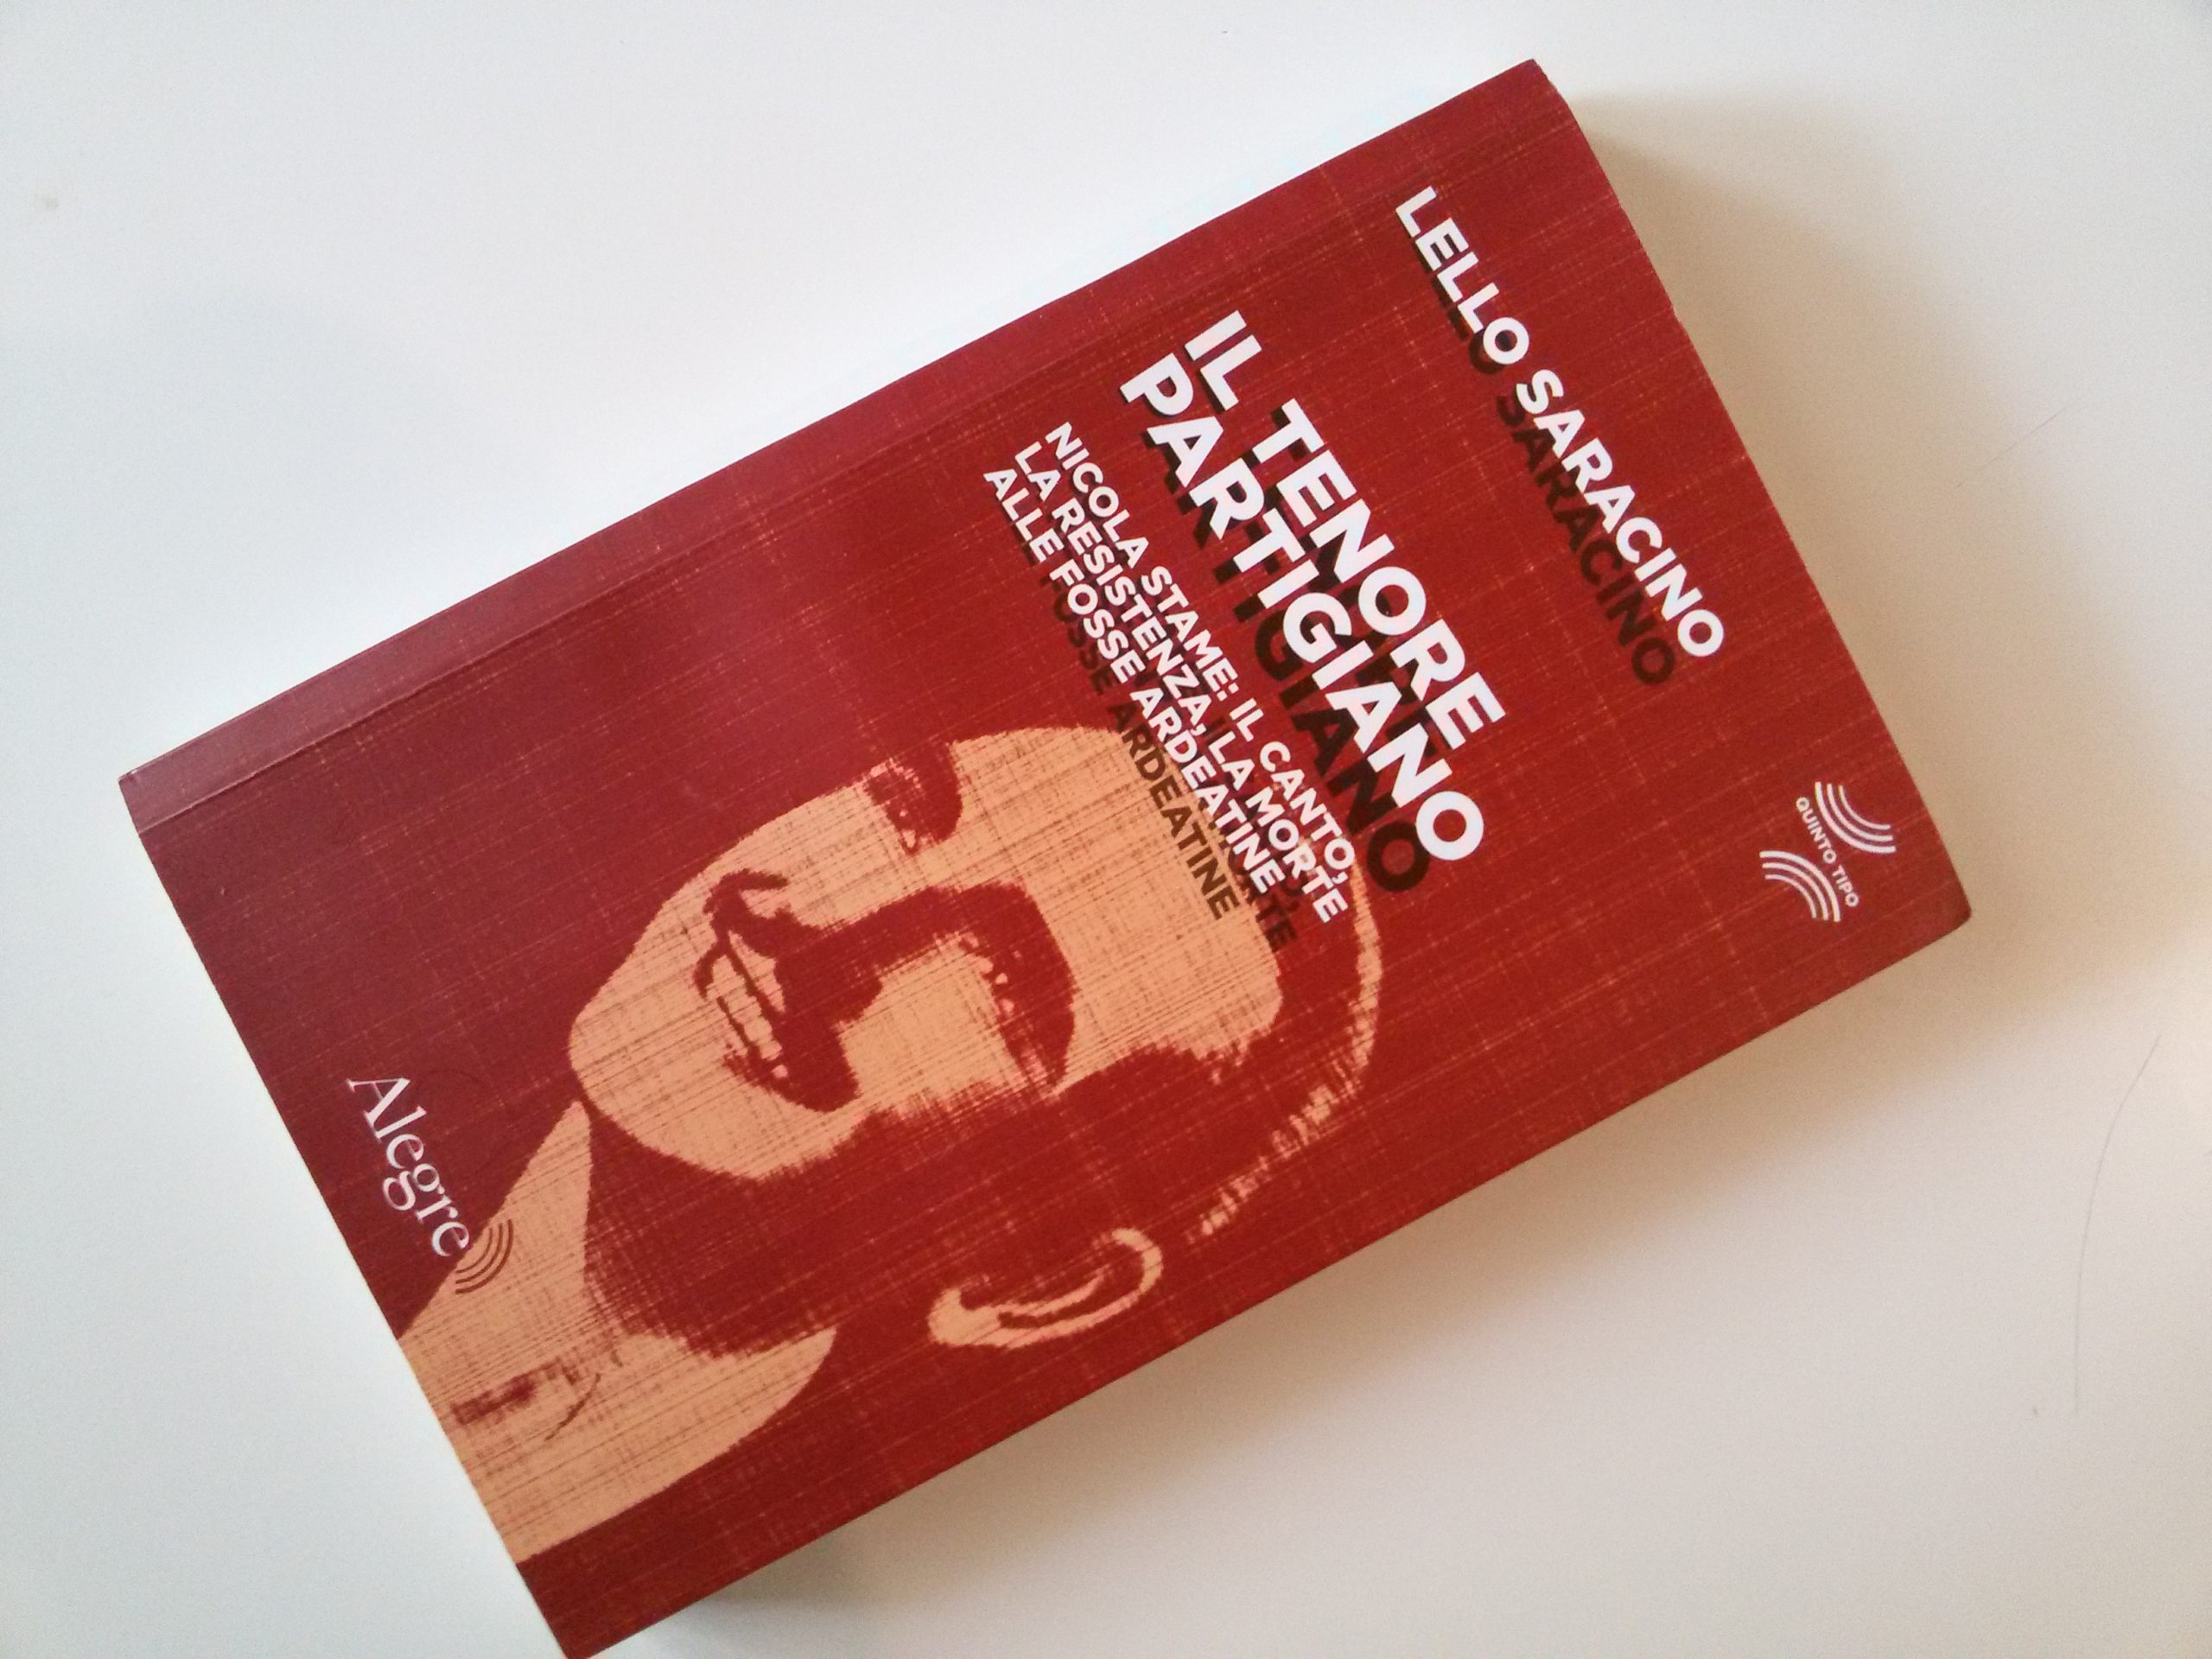 LELLO SARACINO
QUINTO TIPO
IL TENORE
PARTIGIANO
NICOLA STAME: IL CANTO,
LA RESISTENZA, LA MORTE
ALLE FOSSE ARDEATINE
Alegre